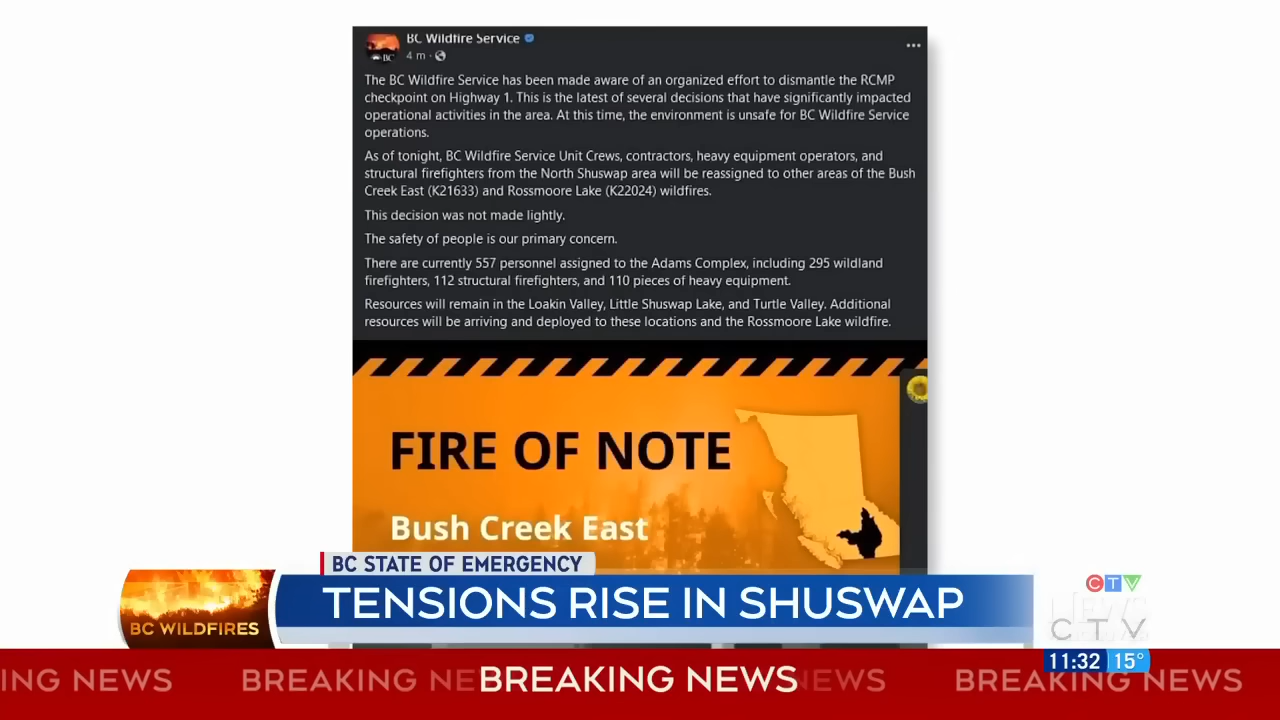 BC Wildfire Service
4 m
BC
The BC Wildfire Service has been made aware of an organized effort to dismantle the RCMP
checkpoint on Highway 1. This is the latest of several decisions that have significantly impacted
operational activities in the area. At this time, the environment is unsafe for BC Wildfire Service
operations.
As of tonight, BC Wildfire Service Unit Crews, contractors, heavy equipment operators, and
structural firefighters from the North Shuswap area will be reassigned to other areas of the Bush
Creek East (K21633) and Rossmoore Lake (K22024) wildfires.
This decision was not made lightly.
The safety of people is our primary concern.
There are currently 557 personnel assigned to the Adams Complex, including 295 wildland
firefighters, 112 structural firefighters, and 110 pieces of heavy equipment.
Resources will remain in the Loakin Valley, Little Shuswap Lake, and Turtle Valley. Additional
resources will be arriving and deployed to these locations and the Rossmoore Lake wildfire.
FIRE OF NOTE
Bush Creek East
BC STATE OF EMERGENCY
TENSIONS RISE IN SHUSWAP
BC WILDFIRES
CTV
NEWS
CTV
11:32 15°
ING NEWS BREAKING NE BREAKING NEWS NEWS BREAKING NEWS